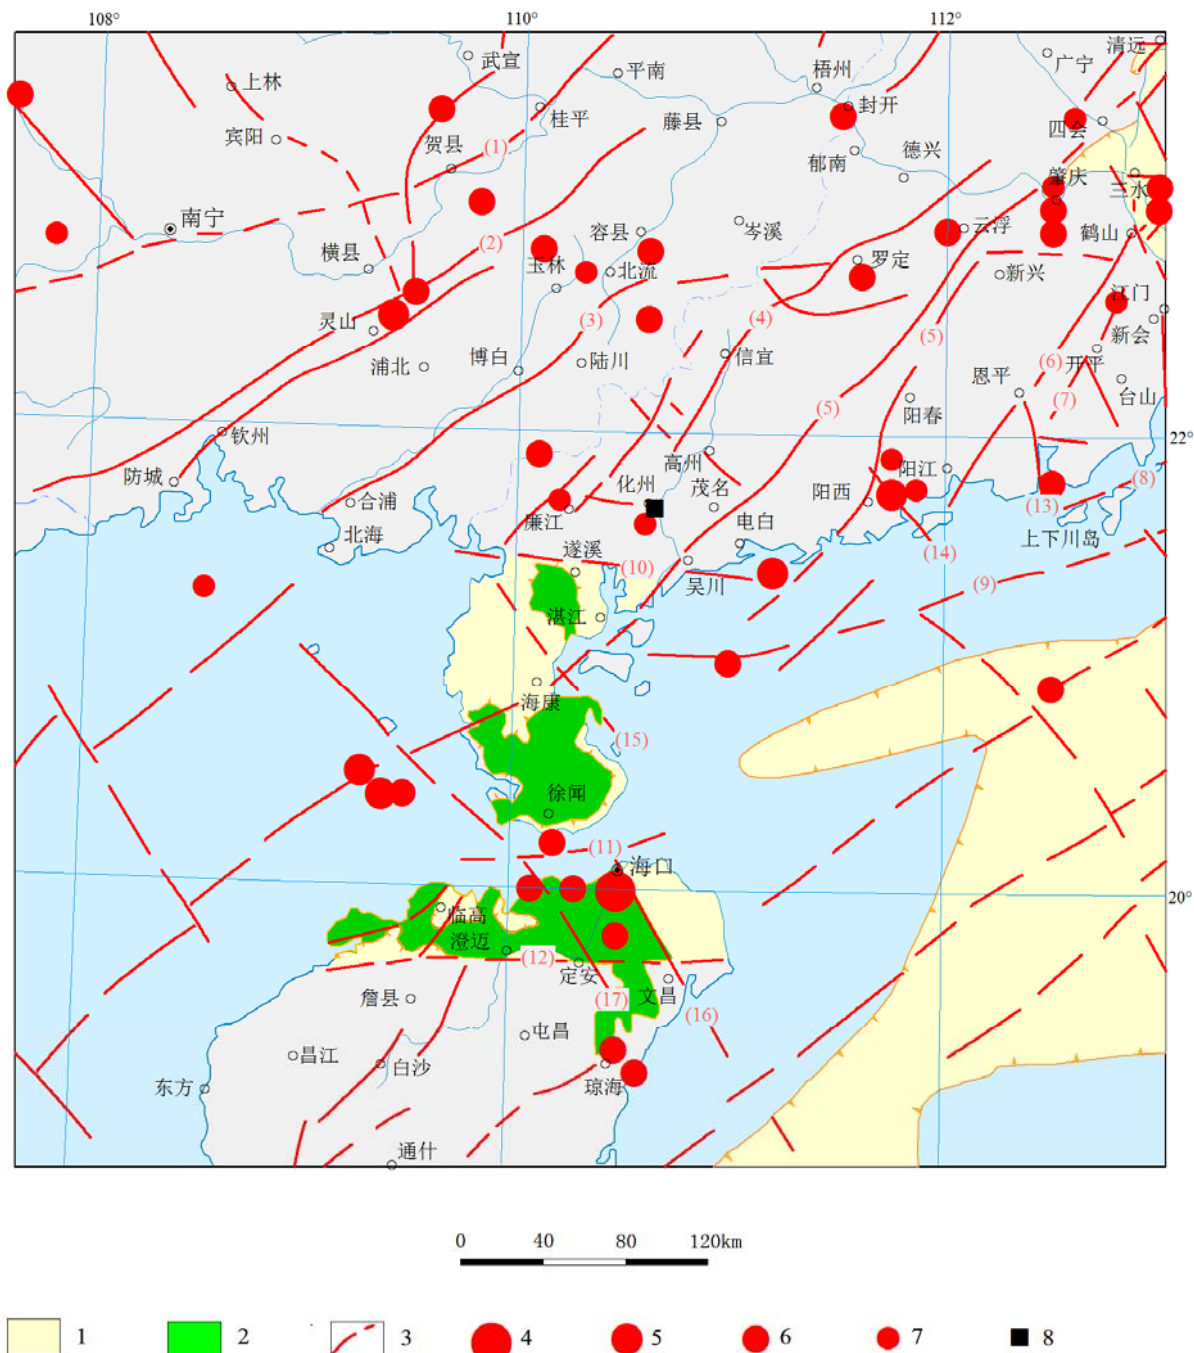 108°
110°
112°
清远
武宣
广宁
平南
梧州
上林
封开
桂平
藤县
四会
宾阳
贺县
(1)
郁南
德兴
肇庆
三水
南宁
容县
岑溪
云浮
鹤山
(2)
横县
玉林
北流
罗定
新兴
江门
灵山
(3)
(4)
(5)
新会
浦北
博白
陆川
信宜
(6)
开平
恩平
台山
(5)
(7)
阳春
22°
钦州
防城
高州
阳江
化州
茂名
阳西
(8)
合浦
(13)
廉江
电白
北海
上下川岛
遂溪
(14)
(10)
吴川
(9)
湛江
海康
(15)
徐闻
(11)
海口
20°
临高
澄迈
(12)
定安
詹县
(17)
文昌
(16)
屯昌
昌江
白沙
东方
琼海
通什
0 40 80 120km
1 2 3 4 5 6 7 8